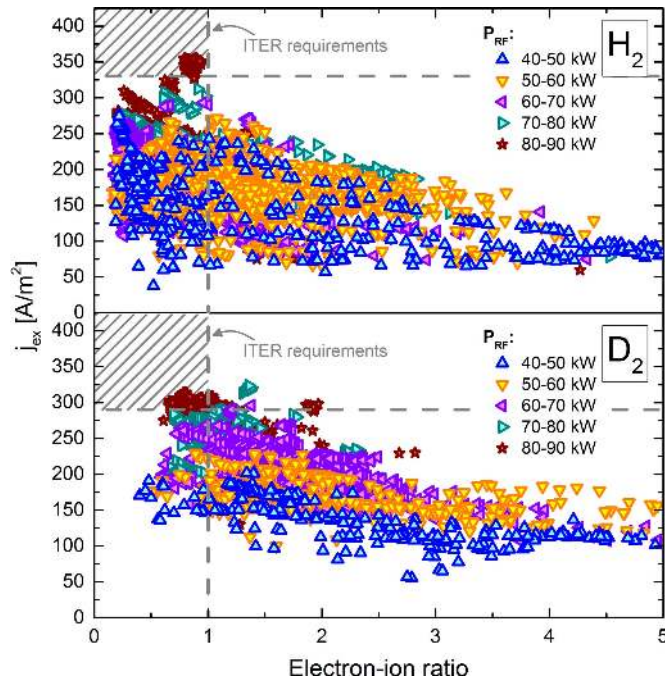 400
350
300
250
200
150
100
50
0
ITER requirements
P_RF:
40-50 kW
50-60 kW
60-70 kW
70-80 kW
80-90 kW
H₂
j_ex [A/m²]
400
350
300
250
200
150
100
50
0
ITER requirements
P_RF:
40-50 kW
50-60 kW
60-70 kW
70-80 kW
80-90 kW
D₂
0 1 2 3 4 5
Electron-ion ratio